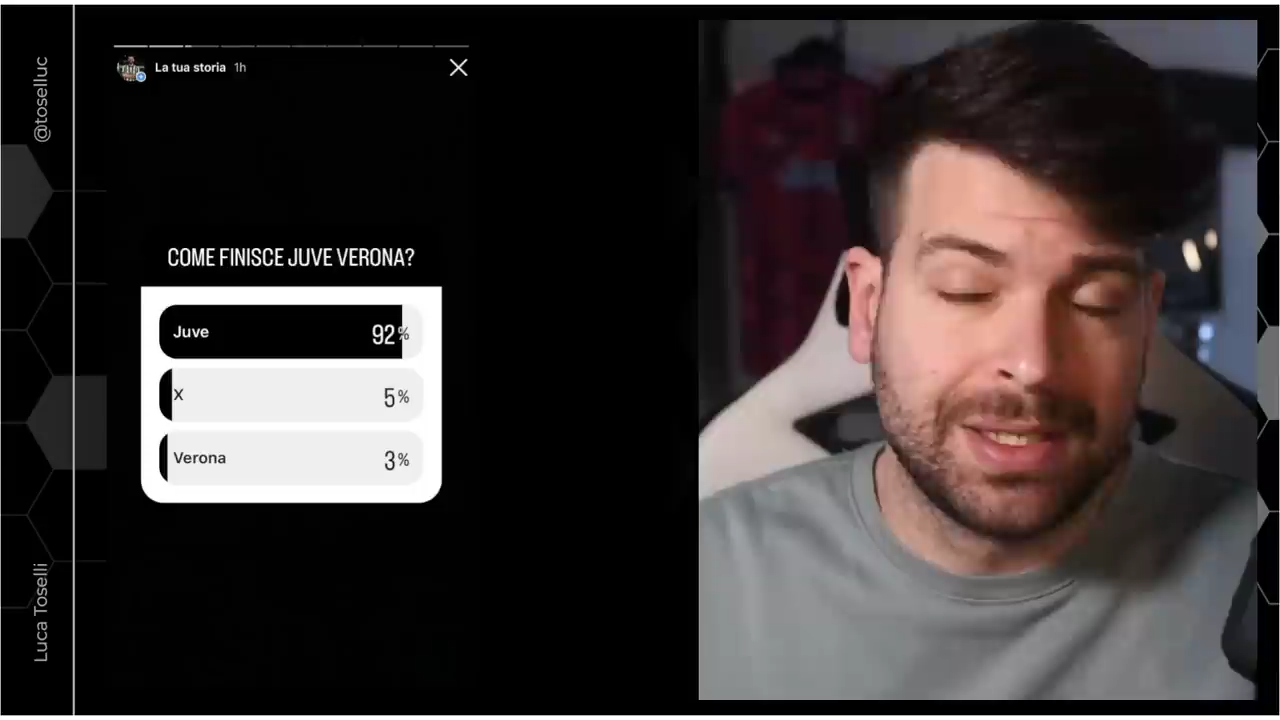 @toselluc
Luca Toselli
La tua storia 1h
COME FINISCE JUVE VERONA?
Juve 92%
X 5%
Verona 3%